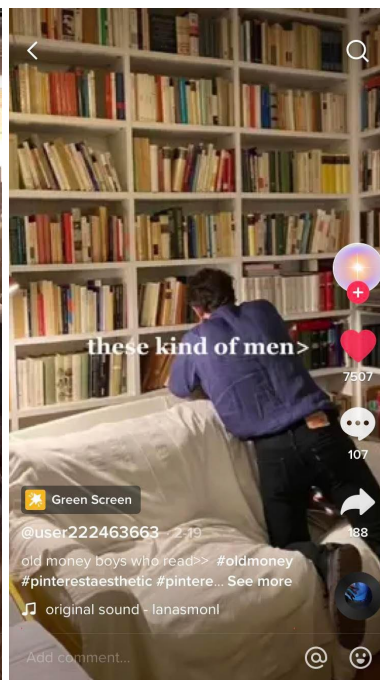 these kind of men>
7507
107
Green Screen
@user222463663 · 2-19
188
old money boys who read>> #oldmoney
#pinterestaesthetic #pintere... See more
original sound - lanasmonl
Add comment...